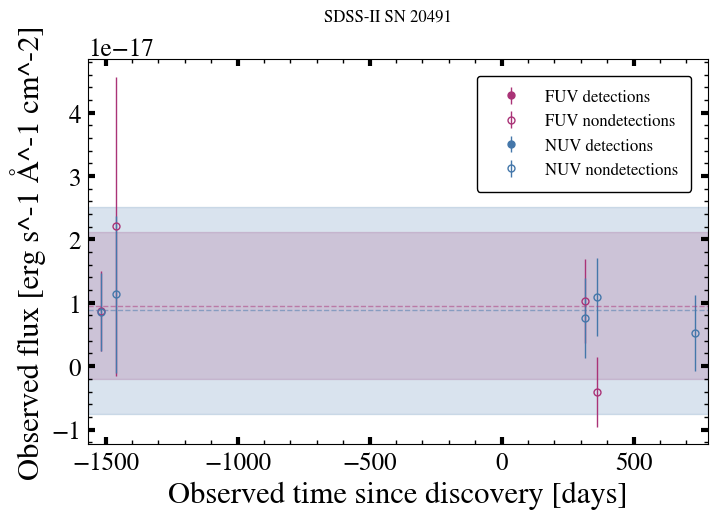 SDSS-II SN 20491
1e−17
Observed flux [erg s^-1 Å^-1 cm^-2]
4
3
2
1
0
−1
FUV detections
FUV nondetections
NUV detections
NUV nondetections
−1500 −1000 −500 0 500
Observed time since discovery [days]